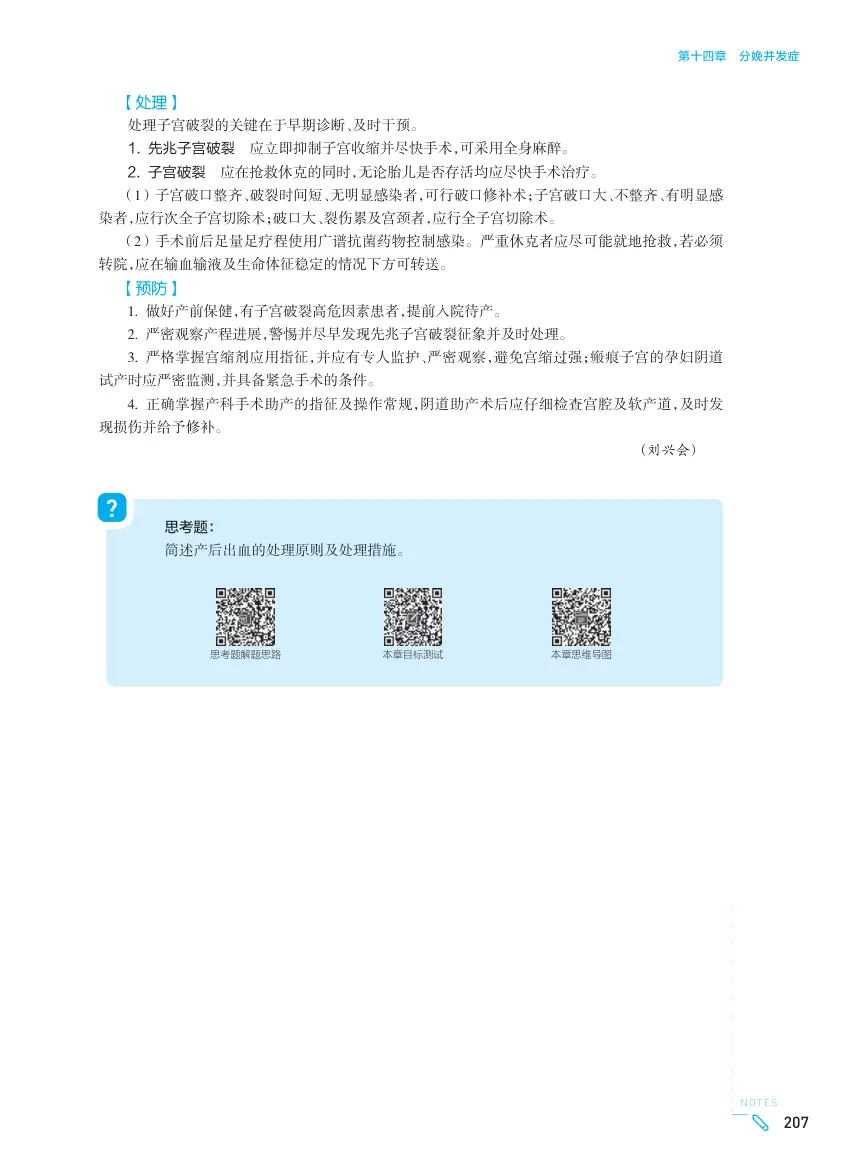 第十四章 分娩并发症
【处理】
处理子宫破裂的关键在于早期诊断、及时干预。
1. 先兆子宫破裂 应立即抑制子宫收缩并尽快手术,可采用全身麻醉。
2. 子宫破裂 应在抢救休克的同时,无论胎儿是否存活均应尽快手术治疗。
(1)子宫破口整齐、破裂时间短、无明显感染者,可行破口修补术;子宫破口大、不整齐、有明显感
染者,应行次全子宫切除术;破口大、裂伤累及宫颈者,应行全子宫切除术。
(2)手术前后足量足疗程使用广谱抗菌药物控制感染。严重休克者应尽可能就地抢救,若必须
转院,应在输血输液及生命体征稳定的情况下方可转送。
【预防】
1. 做好产前保健,有子宫破裂高危因素患者,提前入院待产。
2. 严密观察产程进展,警惕并尽早发现先兆子宫破裂征象并及时处理。
3. 严格掌握宫缩剂应用指征,并应有专人监护、严密观察,避免宫缩过强;瘢痕子宫的孕妇阴道
试产时应严密监测,并具备紧急手术的条件。
4. 正确掌握产科手术助产的指征及操作常规,阴道助产术后应仔细检查宫腔及软产道,及时发
现损伤并给予修补。
(刘兴会)
?
思考题:
简述产后出血的处理原则及处理措施。
思考题解题思路 本章目标测试 本章思维导图
NOTES
207